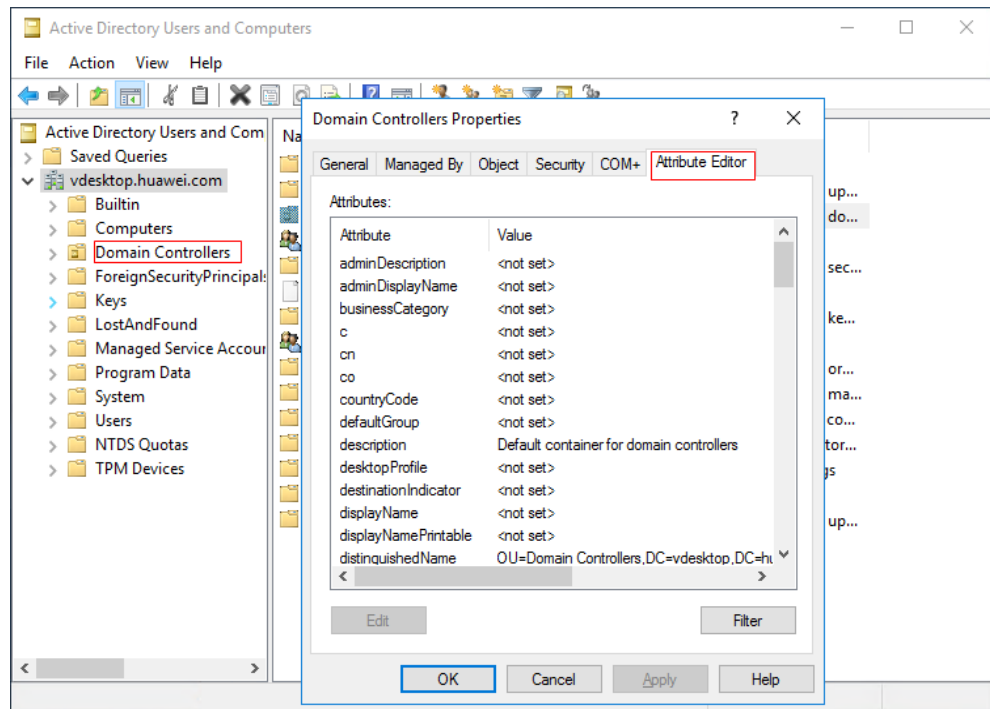 Active Directory Users and Computers
File Action View Help
Active Directory Users and Com
Saved Queries
vdesktop.huawei.com
Builtin
Computers
Domain Controllers
ForeignSecurityPrincipal
Keys
LostAndFound
Managed Service Accour
Program Data
System
Users
NTDS Quotas
TPM Devices
Na
Domain Controllers Properties
?
General Managed By Object Security COM+ Attribute Editor
Attributes:
Attribute Value
adminDescription <not set>
adminDisplayName <not set>
businessCategory <not set>
c <not set>
cn <not set>
co <not set>
countryCode <not set>
defaultGroup <not set>
description Default container for domain controllers
desktopProfile <not set>
destinationIndicator <not set>
displayName <not set>
displayNamePrintable <not set>
distinguishedName OU=Domain Controllers,DC=vdesktop,DC=hu
Edit Filter
OK Cancel Apply Help
up...
do...
sec...
ke...
or...
ma...
co...
tor...
gs
up...